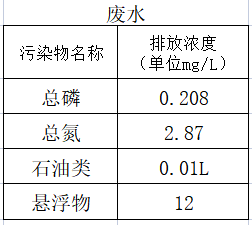 废水
污染物名称 排放浓度
（单位mg/L）
总磷 0.208
总氮 2.87
石油类 0.01L
悬浮物 12